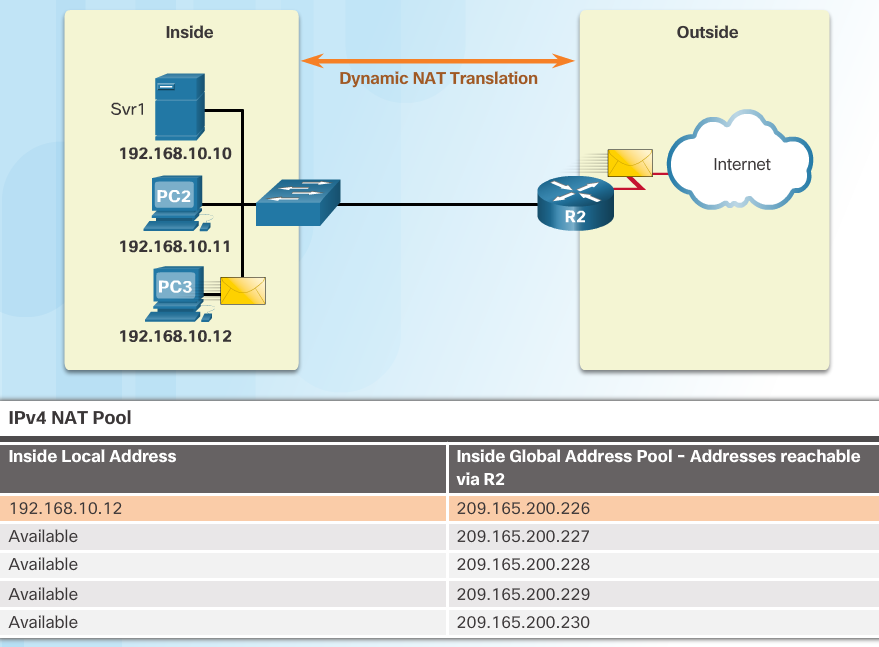 Inside
Outside
Dynamic NAT Translation
Svr1
192.168.10.10
PC2
192.168.10.11
PC3
192.168.10.12
R2
Internet
IPv4 NAT Pool
Inside Local Address
Inside Global Address Pool - Addresses reachable
via R2
192.168.10.12 209.165.200.226
Available 209.165.200.227
Available 209.165.200.228
Available 209.165.200.229
Available 209.165.200.230